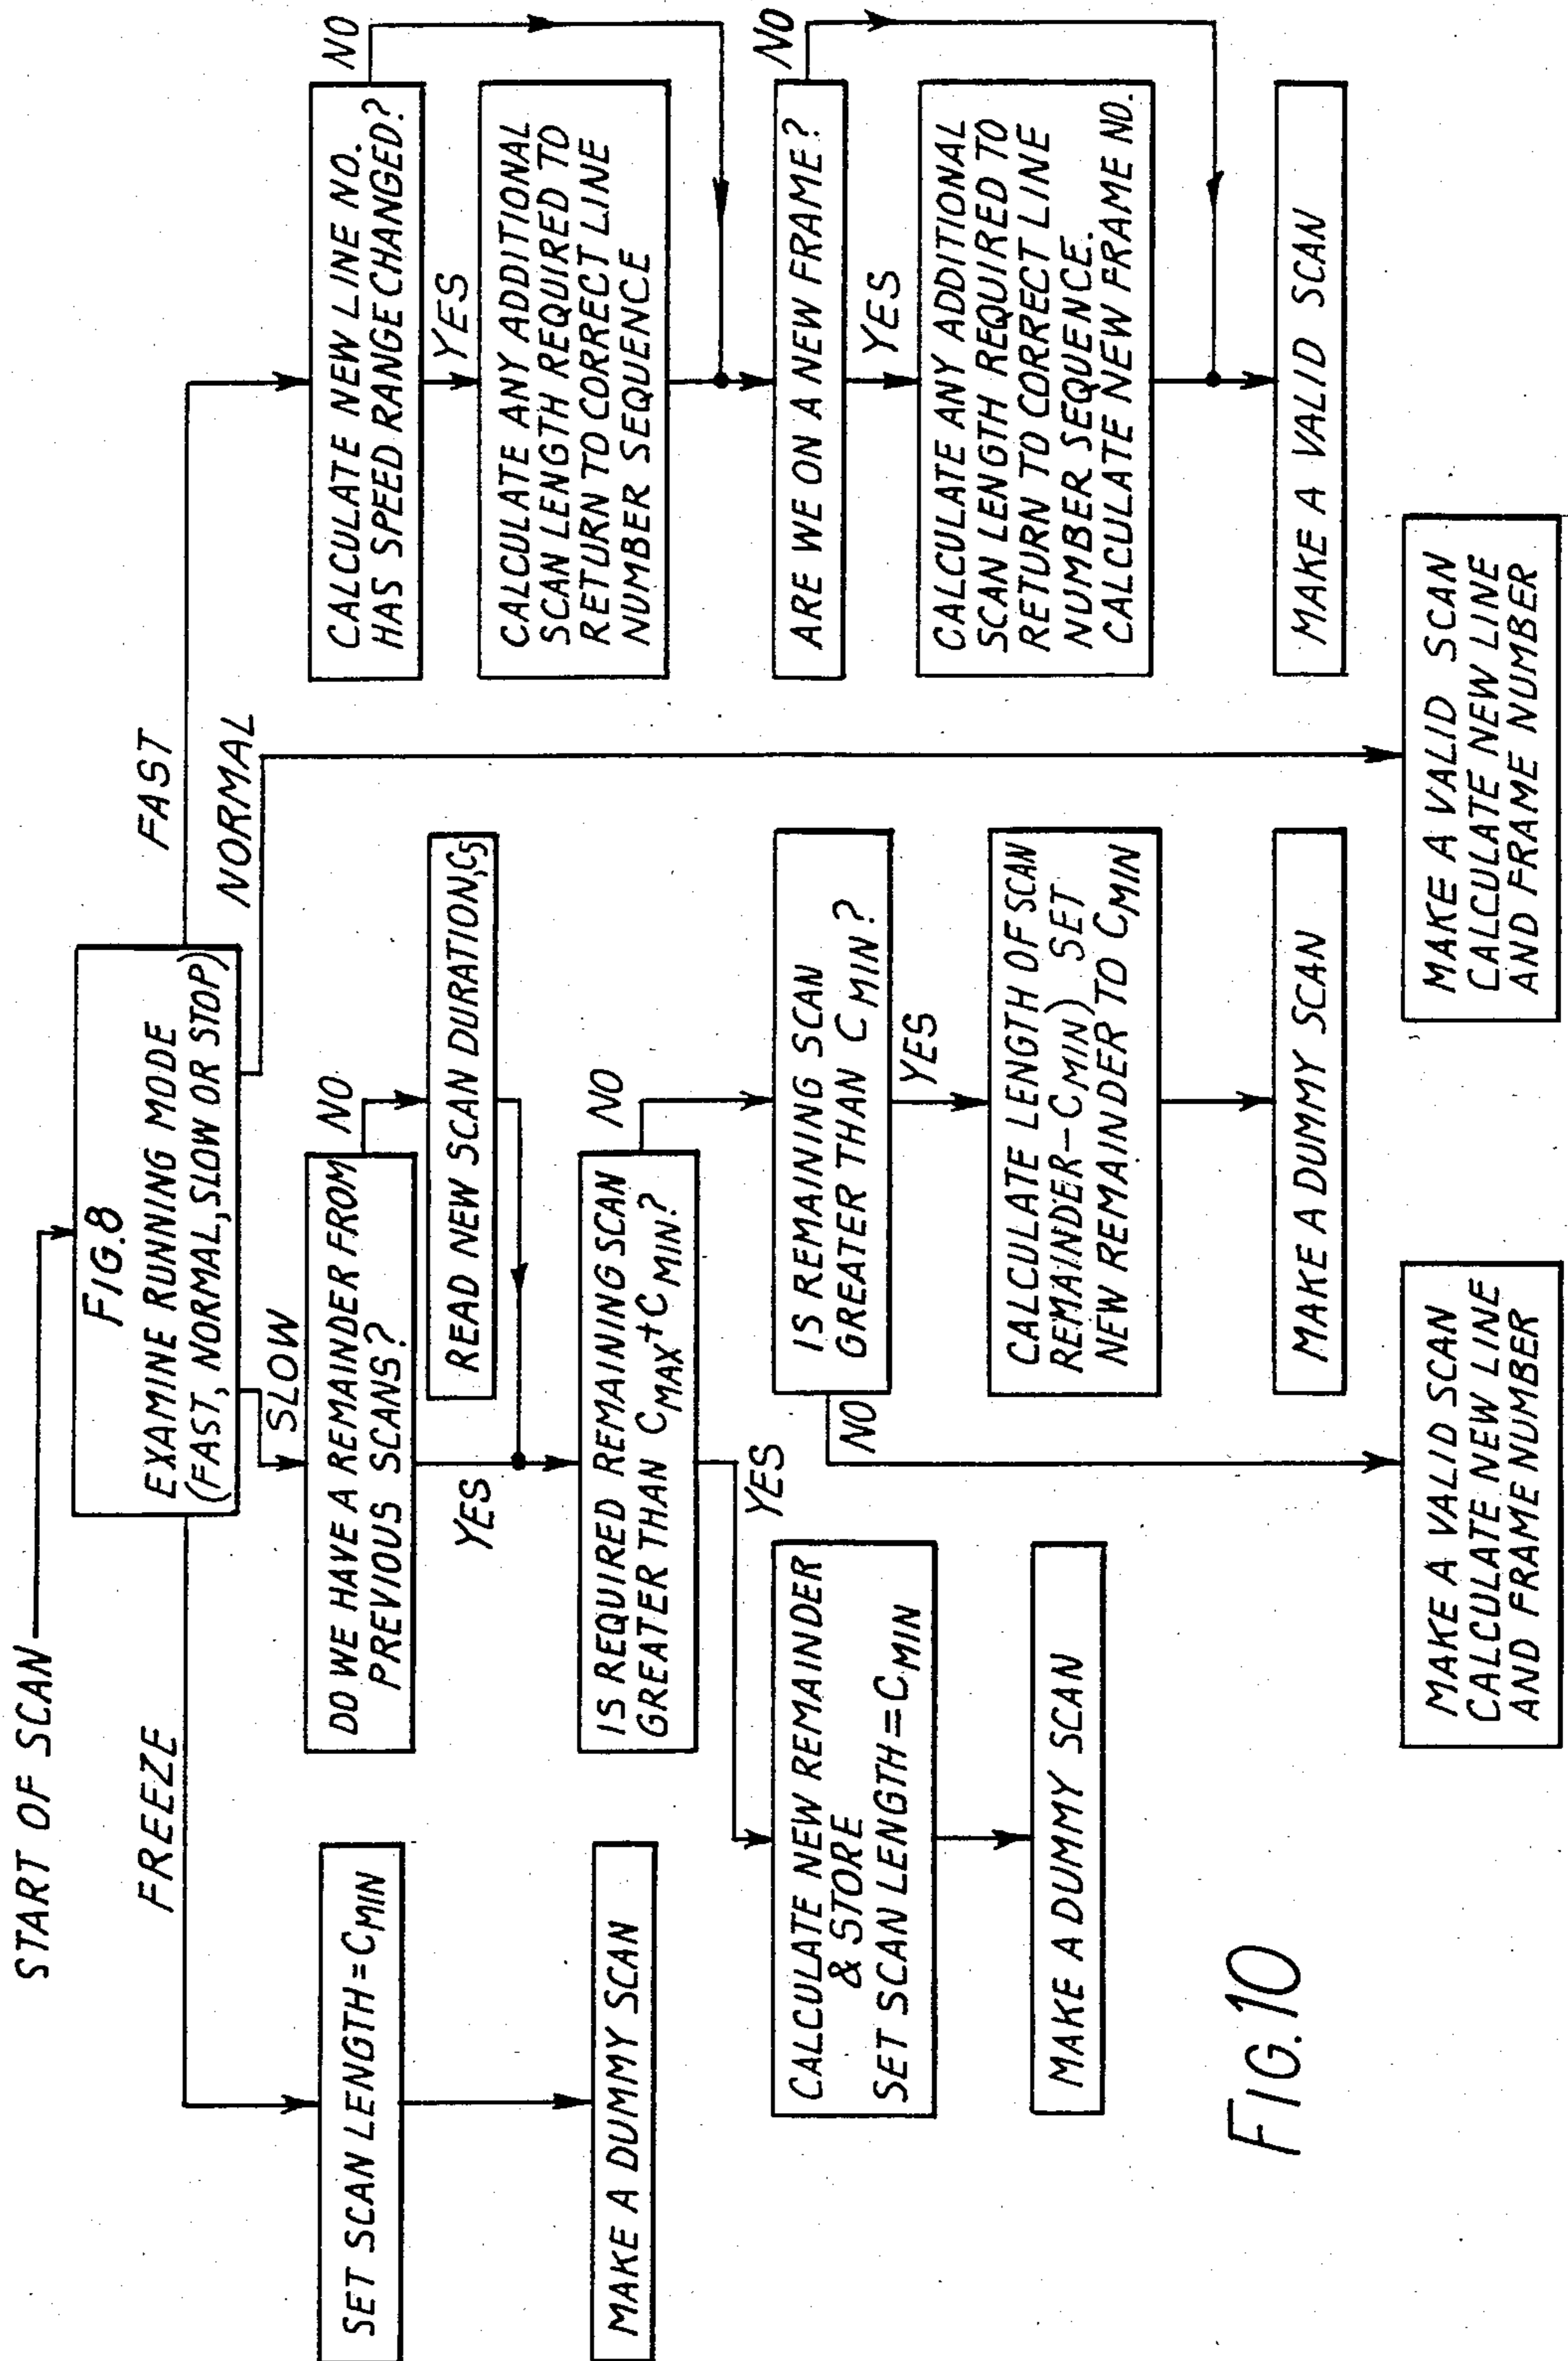 START OF SCAN
FIG.8
EXAMINE RUNNING MODE
(FAST, NORMAL, SLOW OR STOP)
FREEZE
SLOW
NORMAL
FAST
SET SCAN LENGTH = CMIN
MAKE A DUMMY SCAN
DO WE HAVE A REMAINDER FROM
PREVIOUS SCANS?
NO
YES
READ NEW SCAN DURATION, CS
IS REQUIRED REMAINING SCAN
GREATER THAN CMAX + CMIN?
NO
YES
CALCULATE NEW REMAINDER
& STORE
SET SCAN LENGTH = CMIN
MAKE A DUMMY SCAN
IS REMAINING SCAN
GREATER THAN CMIN?
NO
YES
CALCULATE LENGTH OF SCAN
REMAINDER - CMIN) SET
NEW REMAINDER TO CMIN
MAKE A DUMMY SCAN
MAKE A VALID SCAN
CALCULATE NEW LINE
AND FRAME NUMBER
MAKE A VALID SCAN
CALCULATE NEW LINE
AND FRAME NUMBER
CALCULATE NEW LINE NO.
HAS SPEED RANGE CHANGED?
NO
YES
CALCULATE ANY ADDITIONAL
SCAN LENGTH REQUIRED TO
RETURN TO CORRECT LINE
NUMBER SEQUENCE
ARE WE ON A NEW FRAME?
NO
YES
CALCULATE ANY ADDITIONAL
SCAN LENGTH REQUIRED TO
RETURN TO CORRECT LINE
NUMBER SEQUENCE.
CALCULATE NEW FRAME NO.
MAKE A VALID SCAN
FIG.10